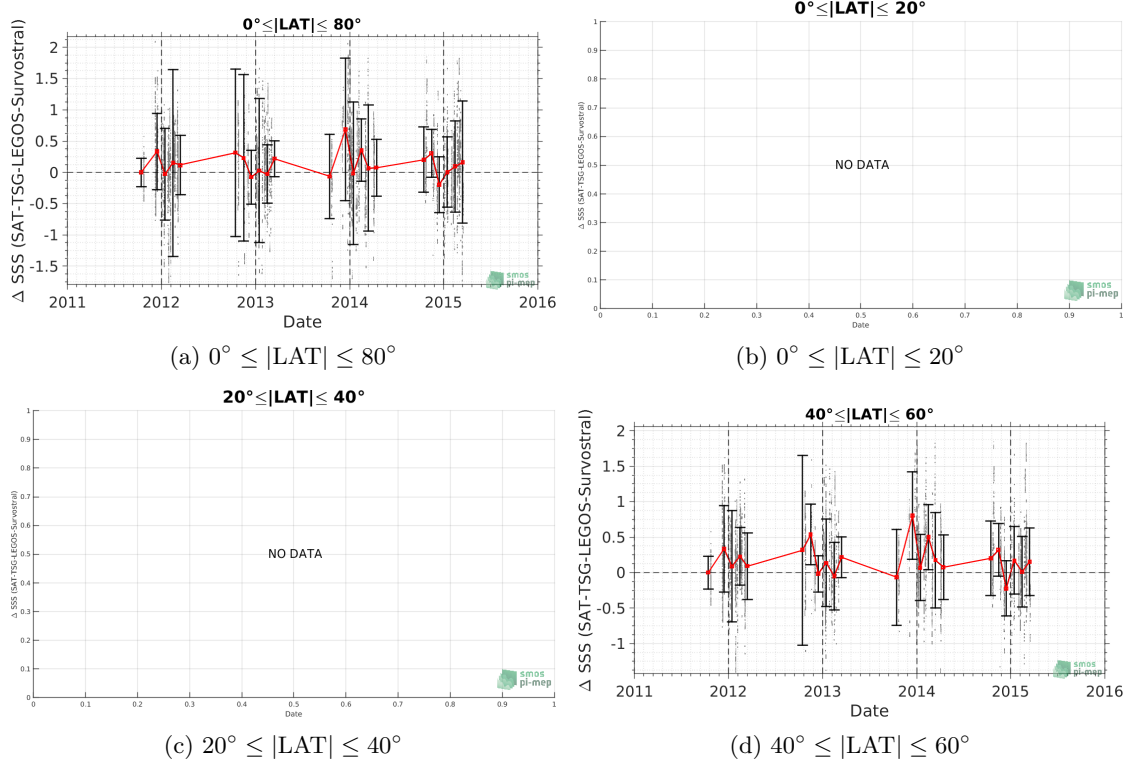 0°≤|LAT|≤ 80°
Δ SSS (SAT-TSG-LEGOS-Survostral)
2
1.5
1
0.5
0
-0.5
-1
-1.5
2011 2012 2013 2014 2015 2016
Date
smos
pi-mep
(a) 0° ≤ |LAT| ≤ 80°
0°≤|LAT|≤ 20°
Δ SSS (SAT-TSG-LEGOS-Survostral)
1
0.9
0.8
0.7
0.6
0.5
0.4
0.3
0.2
0.1
0
NO DATA
0 0.1 0.2 0.3 0.4 0.5 0.6 0.7 0.8 0.9 1
Date
smos
pi-mep
(b) 0° ≤ |LAT| ≤ 20°
20°≤|LAT|≤ 40°
Δ SSS (SAT-TSG-LEGOS-Survostral)
1
0.9
0.8
0.7
0.6
0.5
0.4
0.3
0.2
0.1
0
NO DATA
0 0.1 0.2 0.3 0.4 0.5 0.6 0.7 0.8 0.9 1
Date
smos
pi-mep
(c) 20° ≤ |LAT| ≤ 40°
40°≤|LAT|≤ 60°
Δ SSS (SAT-TSG-LEGOS-Survostral)
2
1.5
1
0.5
0
-0.5
-1
2011 2012 2013 2014 2015 2016
Date
smos
pi-mep
(d) 40° ≤ |LAT| ≤ 60°